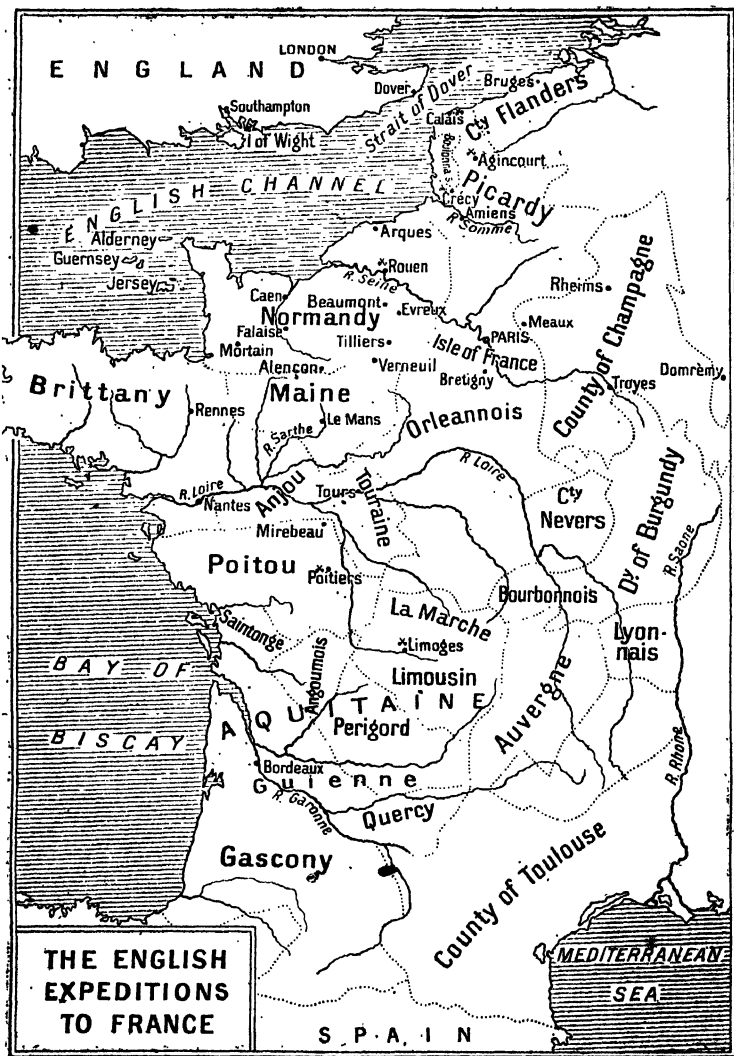 LONDON
ENGLAND
Dover
Strait of Dover
Bruges
Cty Flanders
Southampton
Calais
I of Wight
Agincourt
ENGLISH CHANNEL
Picardy
Crécy
Amiens
R. Somme
Alderney
Arques
Guernsey
Rouen
Jersey
R. Seine
Rheims
County of Champagne
Caen
Beaumont
Evreux
Normandy
Meaux
Falaise
Tilliers
PARIS
Isle of France
Mortain
Alençon
Verneuil
Bretigny
Troyes
Domrémy
Brittany
Maine
Rennes
Le Mans
Orleannois
R. Sarthe
R. Loire
R. Loire
Nantes
Anjou
Tours
Touraine
Cty
Nevers
Dy. of Burgundy
R. Saone
Mirebeau
Poitou
Poitiers
Bourbonnois
La Marche
Saintonge
Lyon-
nais
Limoges
BAY OF
BISCAY
Angoumois
Limousin
AQUITAINE
Perigord
Auvergne
R. Rhone
Bordeaux
Guienne
R. Garonne
Quercy
Gascony
County of Toulouse
THE ENGLISH
EXPEDITIONS
TO FRANCE
MEDITERRANEAN
SEA
SPAIN